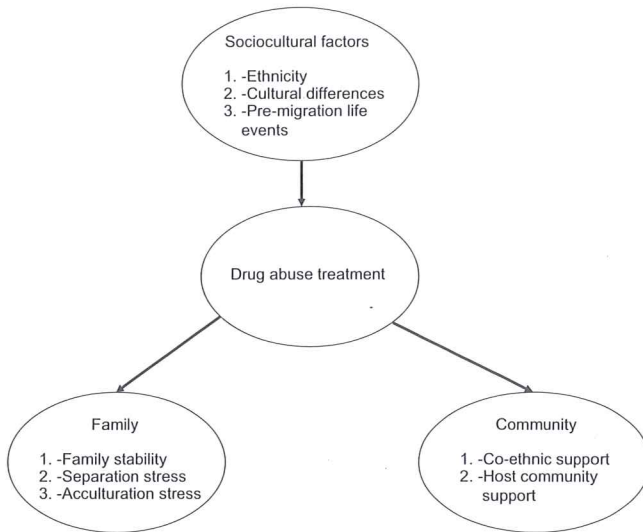 Sociocultural factors
1. -Ethnicity
2. -Cultural differences
3. -Pre-migration life
events
Drug abuse treatment
Family
1. -Family stability
2. -Separation stress
3. -Acculturation stress
Community
1. -Co-ethnic support
2. -Host community
support